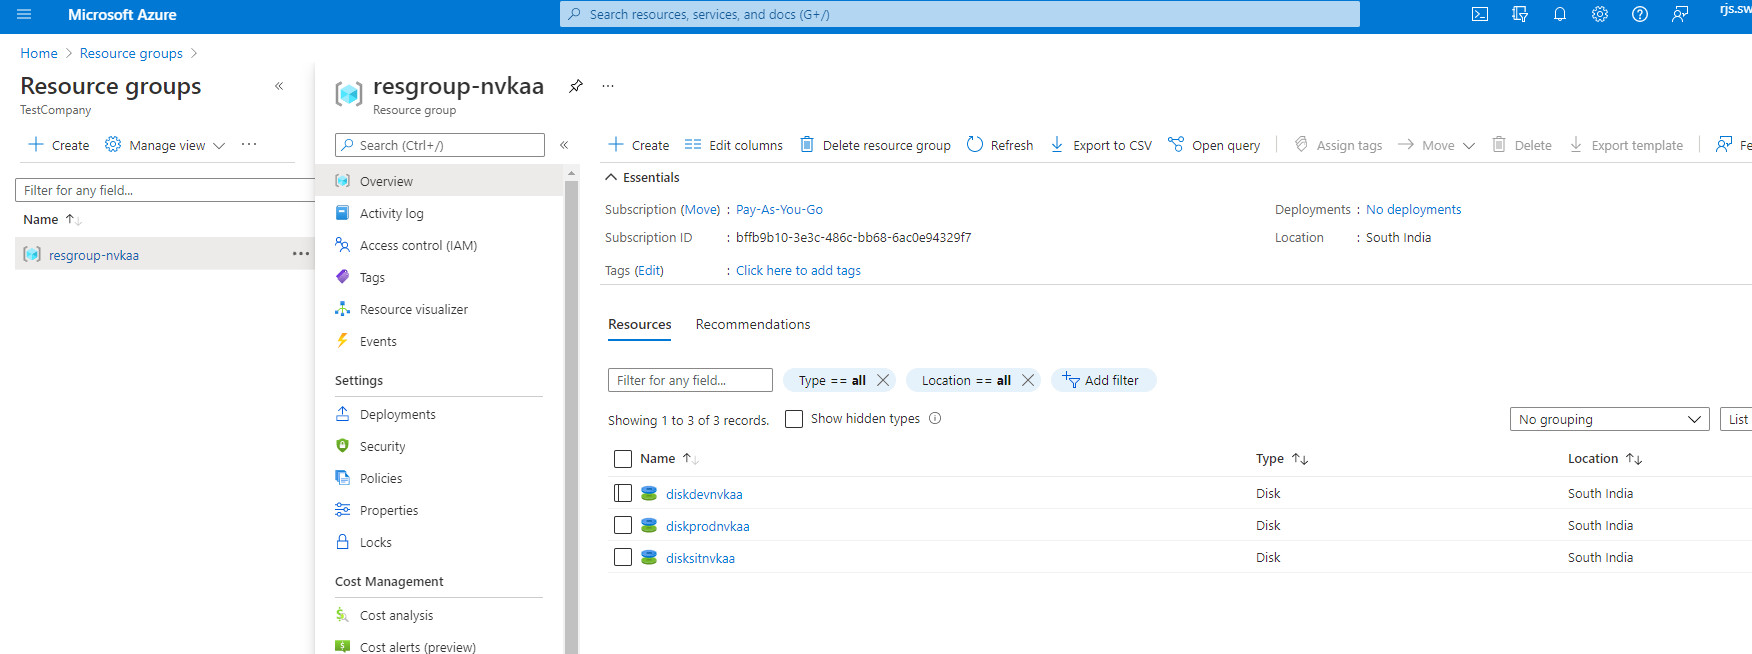 Microsoft Azure
Search resources, services, and docs (G+/)
rjs.sw
Home > Resource groups >
Resource groups
TestCompany
Create
Manage view
Filter for any field...
Name
resgroup-nvkaa
resgroup-nvkaa
Resource group
Search (Ctrl+/)
Overview
Activity log
Access control (IAM)
Tags
Resource visualizer
Events
Settings
Deployments
Security
Policies
Properties
Locks
Cost Management
Cost analysis
Cost alerts (preview)
Create Edit columns Delete resource group Refresh Export to CSV Open query Assign tags Move Delete Export template Fe
Essentials
Subscription (Move) : Pay-As-You-Go
Subscription ID : bffb9b10-3e3c-486c-bb68-6ac0e94329f7
Tags (Edit) : Click here to add tags
Deployments : No deployments
Location : South India
Resources Recommendations
Filter for any field... Type == all Location == all Add filter
Showing 1 to 3 of 3 records. Show hidden types No grouping List
Name Type Location
diskdevnvkaa Disk South India
diskprodnvkaa Disk South India
disksitnvkaa Disk South India